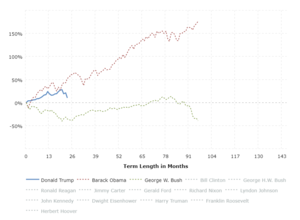 150%
100%
50%
0%
-50%
0 13 26 39 52 65 78 91 104 117 130 143
Term Length in Months
Donald Trump Barack Obama George W. Bush Bill Clinton George H.W. Bush
Ronald Reagan Jimmy Carter Gerald Ford Richard Nixon Lyndon Johnson
John Kennedy Dwight Eisenhower Harry Truman Franklin Roosevelt
Herbert Hoover